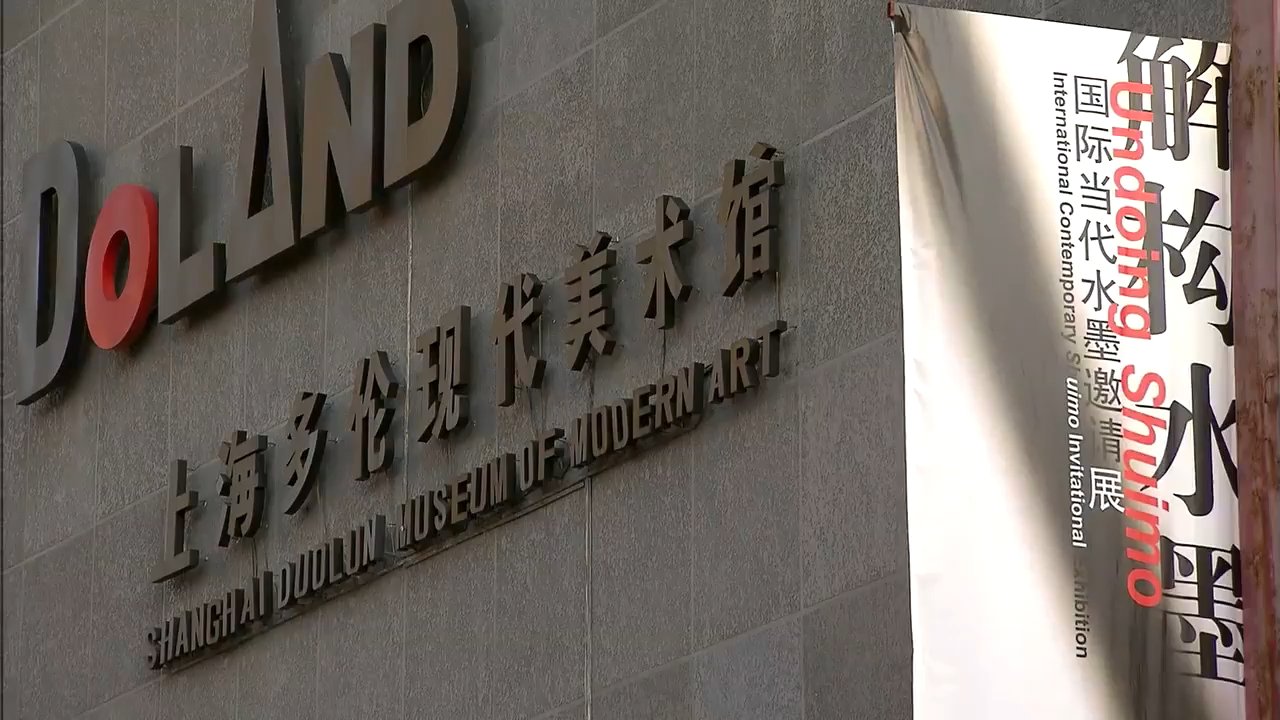 DOLAND
上海多伦现代美术馆
SHANGHAI DUOLUN MUSEUM OF MODERN ART
解构水墨
Undoing Shuimo
国际当代水墨邀请展
International Contemporary Shuimo Invitational Exhibition